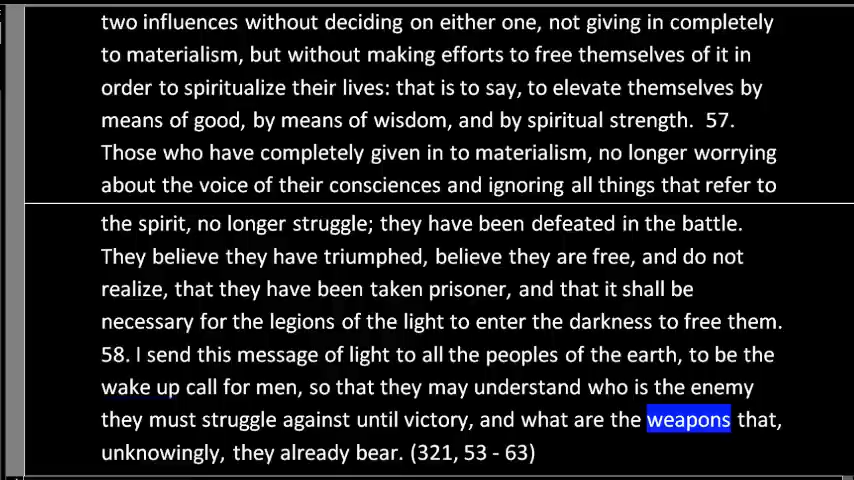 two influences without deciding on either one, not giving in completely
to materialism, but without making efforts to free themselves of it in
order to spiritualize their lives: that is to say, to elevate themselves by
means of good, by means of wisdom, and by spiritual strength.  57.
Those who have completely given in to materialism, no longer worrying
about the voice of their consciences and ignoring all things that refer to
the spirit, no longer struggle; they have been defeated in the battle.
They believe they have triumphed, believe they are free, and do not
realize, that they have been taken prisoner, and that it shall be
necessary for the legions of the light to enter the darkness to free them.
58. I send this message of light to all the peoples of the earth, to be the
wake up call for men, so that they may understand who is the enemy
they must struggle against until victory, and what are the weapons that,
unknowingly, they already bear. (321, 53 - 63)